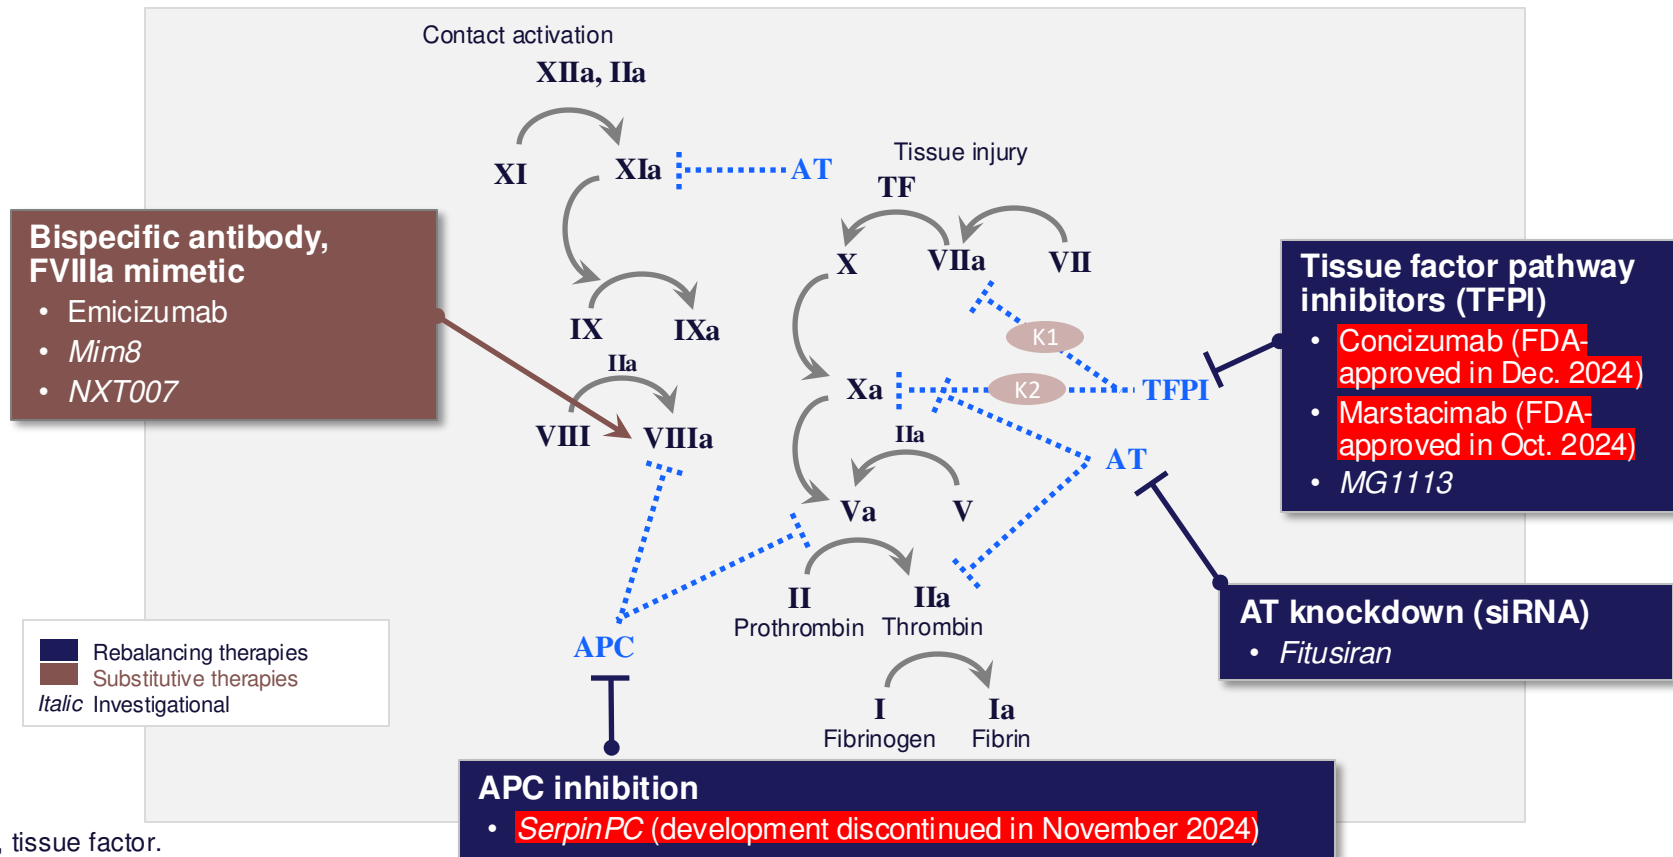 Contact activation
XIIa, IIa
XI
XIa
AT
Tissue injury
TF
X
VIIa
VII
Bispecific antibody,
FVIIIa mimetic
• Emicizumab
• Mim8
• NXT007
IX
IXa
IIa
VIII
VIIIa
K1
K2
Xa
TFPI
IIa
AT
Va
V
Tissue factor pathway
inhibitors (TFPI)
• Concizumab (FDA-
approved in Dec. 2024)
• Marstacimab (FDA-
approved in Oct. 2024)
• MG1113
II
IIa
Prothrombin
Thrombin
APC
AT knockdown (siRNA)
• Fitusiran
Rebalancing therapies
Substitutive therapies
Italic Investigational
I
Ia
Fibrinogen
Fibrin
APC inhibition
• SerpinPC (development discontinued in November 2024)
, tissue factor.